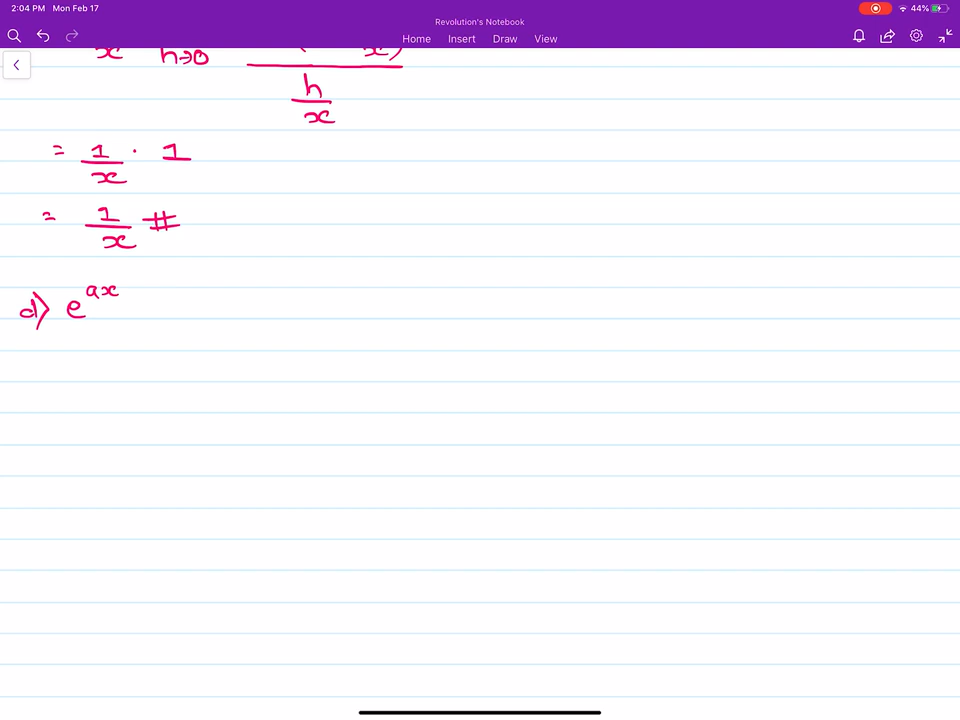 2:04 PM Mon Feb 17
44%
Revolution's Notebook
Home Insert Draw View
x h→0 x)
h
x
= 1/x · 1
= 1/x #
d) e^ax